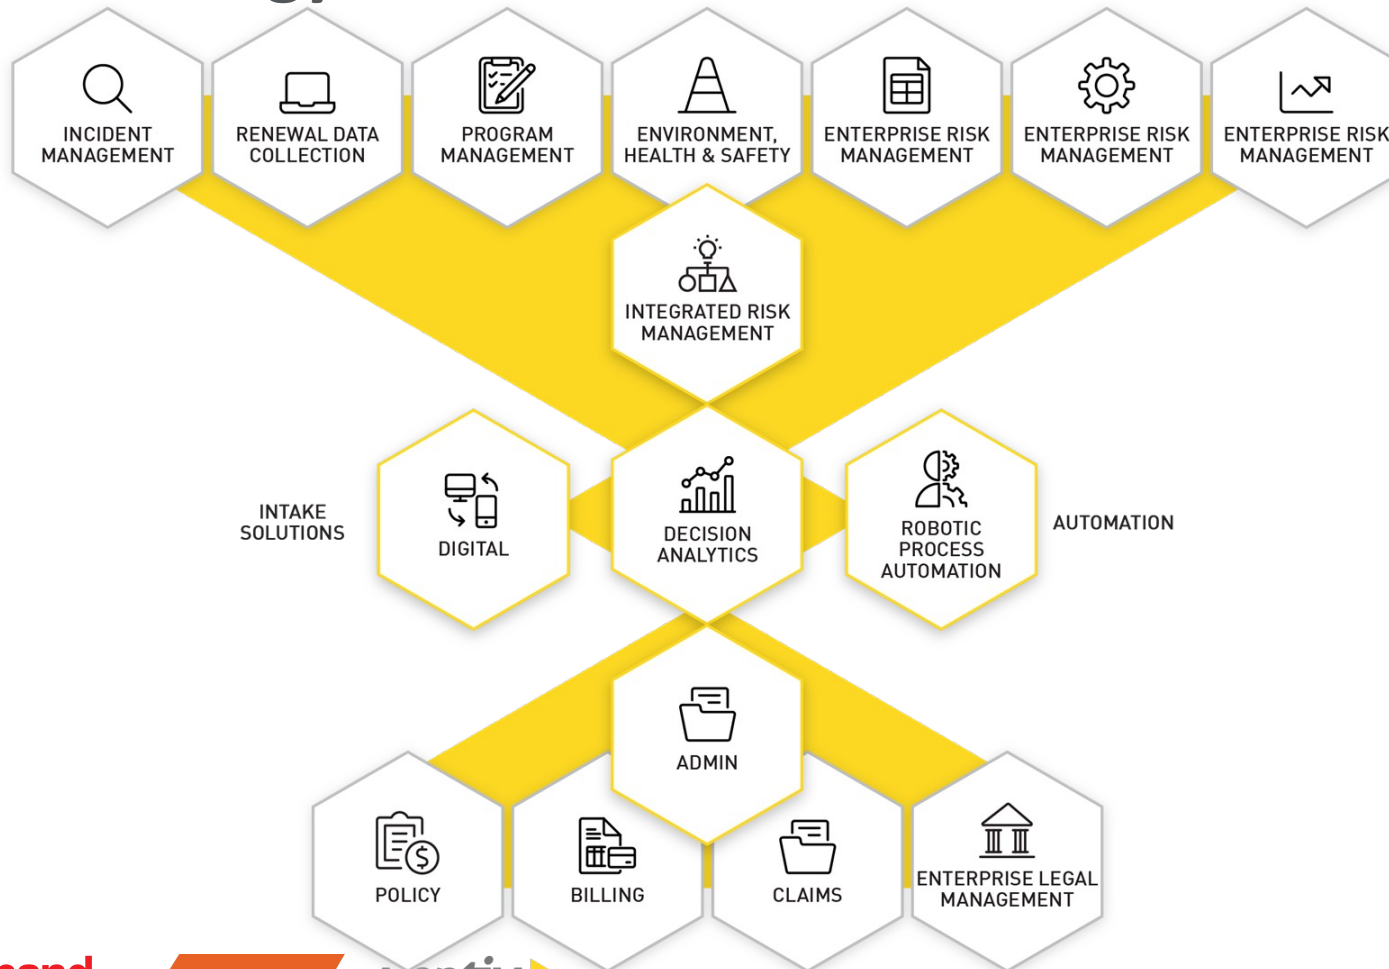 INCIDENT
MANAGEMENT
RENEWAL DATA
COLLECTION
PROGRAM
MANAGEMENT
ENVIRONMENT,
HEALTH & SAFETY
ENTERPRISE RISK
MANAGEMENT
ENTERPRISE RISK
MANAGEMENT
ENTERPRISE RISK
MANAGEMENT
INTEGRATED RISK
MANAGEMENT
INTAKE
SOLUTIONS
DIGITAL
DECISION
ANALYTICS
ROBOTIC
PROCESS
AUTOMATION
AUTOMATION
ADMIN
POLICY
BILLING
CLAIMS
ENTERPRISE LEGAL
MANAGEMENT